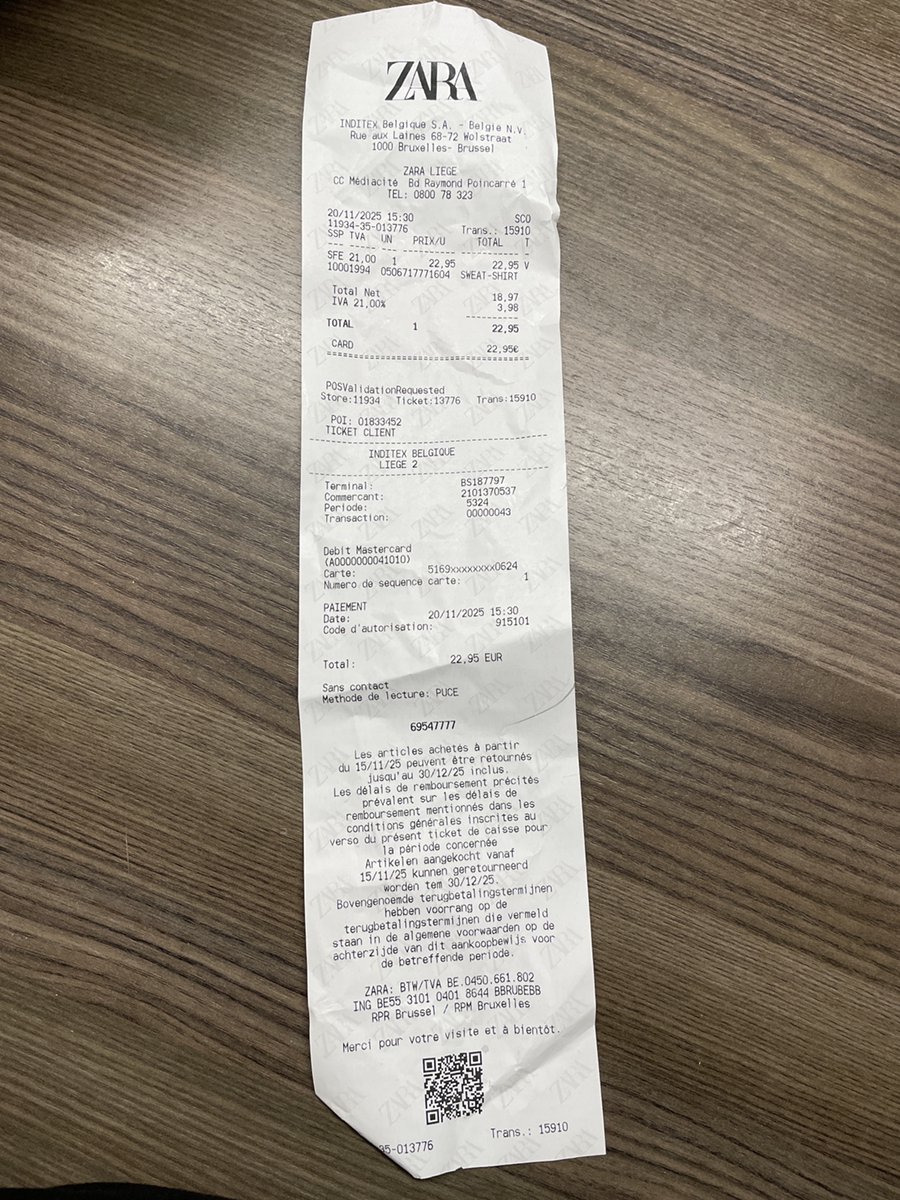 ZARA
INDITEX Belgique S.A. - Belgie N.V.
Rue aux Laines 68-72 Wolstraat
1000 Bruxelles- Brussel
ZARA LIEGE
CC Médiacité Bd Raymond Poincarré 1
TEL: 0800 78 323
20/11/2025 15:30 SCO
11934-35-013776 Trans.: 15910
SSP TVA UN PRIX/U TOTAL T
SFE 21,00 1 22,95 22,95 V
10001994 0506717771604 SWEAT-SHIRT
Total Net 18,97
IVA 21,00% 3,98
TOTAL 1 22,95
CARD 22,95€
POSValidationRequested
Store:11934 Ticket:13776 Trans:15910
POI: 01833452
TICKET CLIENT
INDITEX BELGIQUE
LIEGE 2
Terminal: BS187797
Commercant: 2101370537
Periode: 5324
Transaction: 00000043
Debit Mastercard
(A0000000041010)
Carte: 5169xxxxxxxx0624
Numero de sequence carte: 1
PAIEMENT
Date: 20/11/2025 15:30
Code d'autorisation: 915101
Total: 22,95 EUR
Sans contact
Methode de lecture: PUCE
69547777
Les articles achetés à partir
du 15/11/25 peuvent être retournés
jusqu'au 30/12/25 inclus.
Les délais de remboursement précités
prévalent sur les délais de
remboursement mentionnés dans les
conditions générales inscrites au
verso du présent ticket de caisse pour
la période concernée
Artikelen aangekocht vanaf
15/11/25 kunnen geretourneerd
worden tem 30/12/25.
Bovengenoemde terugbetalingstermijnen
hebben voorrang op de
terugbetalingstermijnen die vermeld
staan in de algemene voorwaarden op de
achterzijde van dit aankoopbewijs voor
de betreffende periode.
ZARA: BTW/TVA BE.0450.661.802
ING BE55 3101 0401 8644 BBRUBEBB
RPR Brussel / RPM Bruxelles
Merci pour votre visite et à bientôt.
35-013776 Trans.: 15910